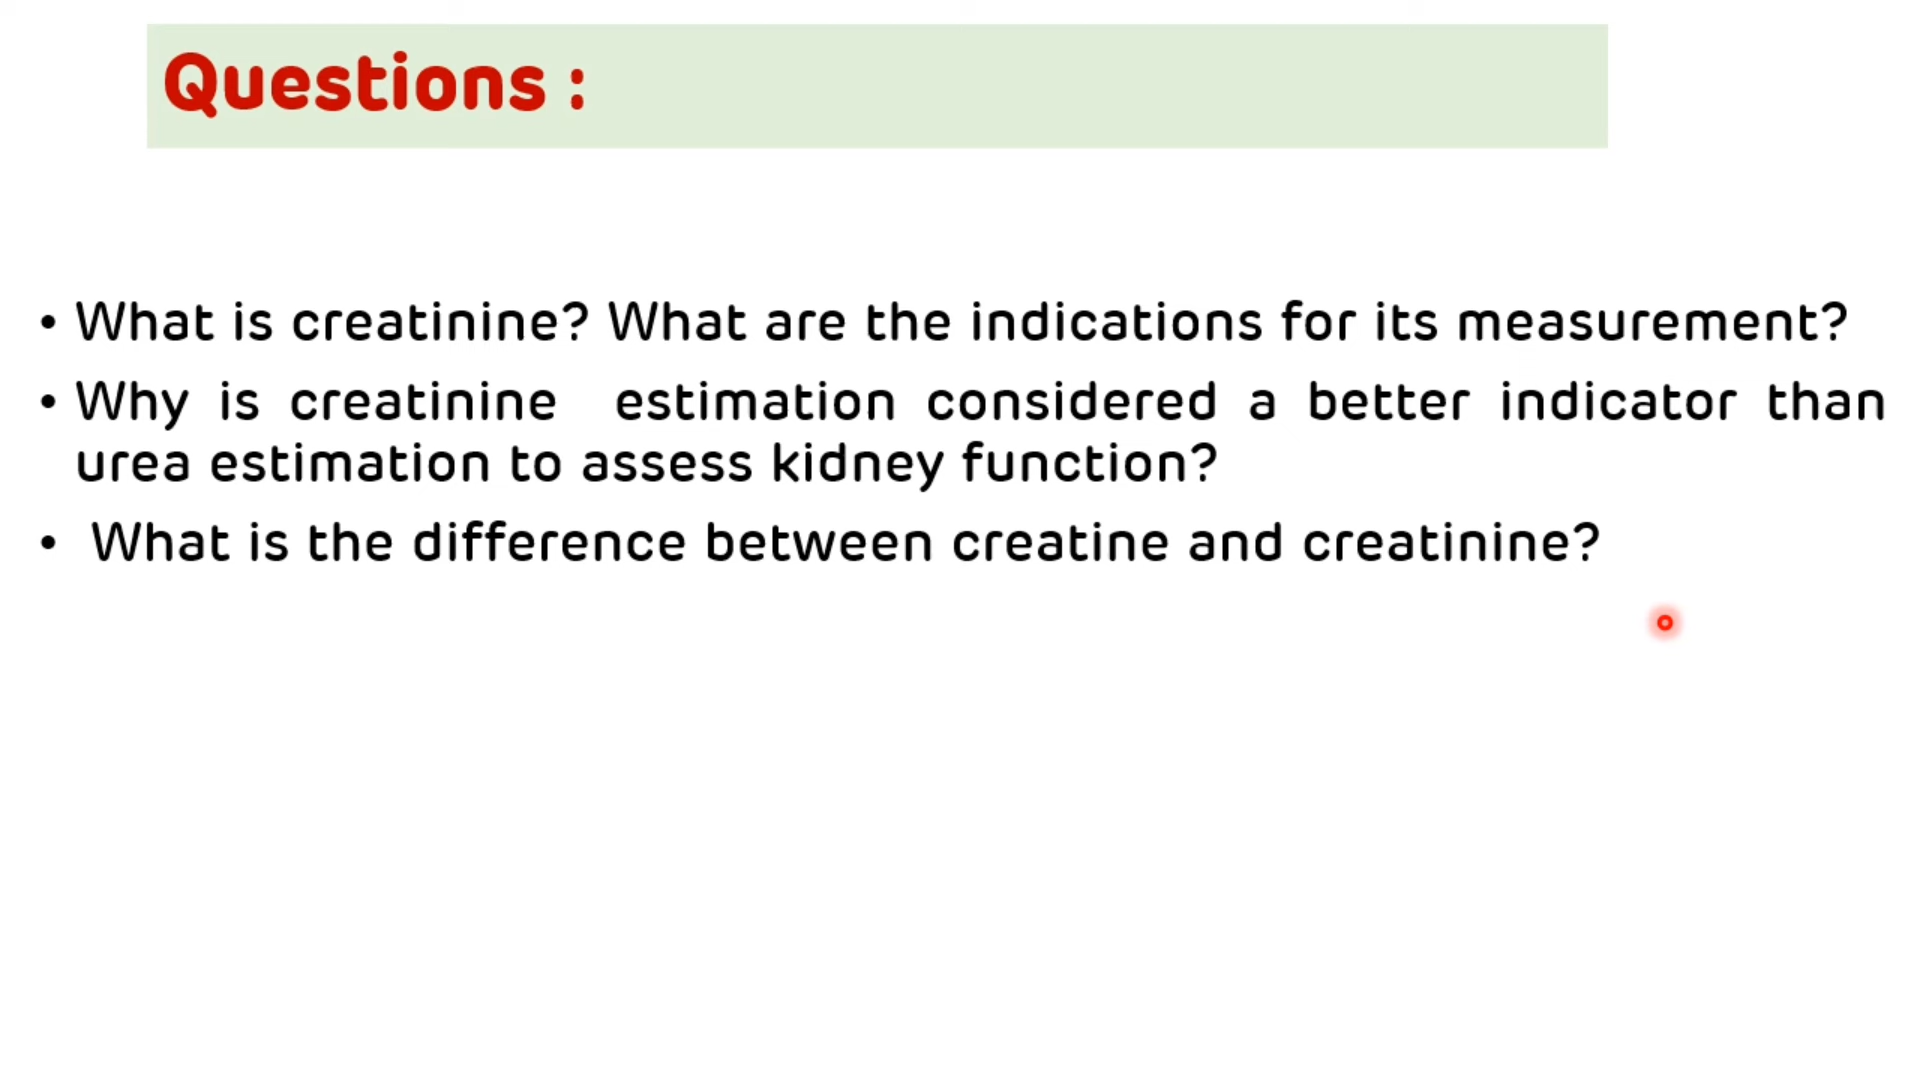 Questions :
• What is creatinine? What are the indications for its measurement?
• Why is creatinine estimation considered a better indicator than
urea estimation to assess kidney function?
• What is the difference between creatine and creatinine?